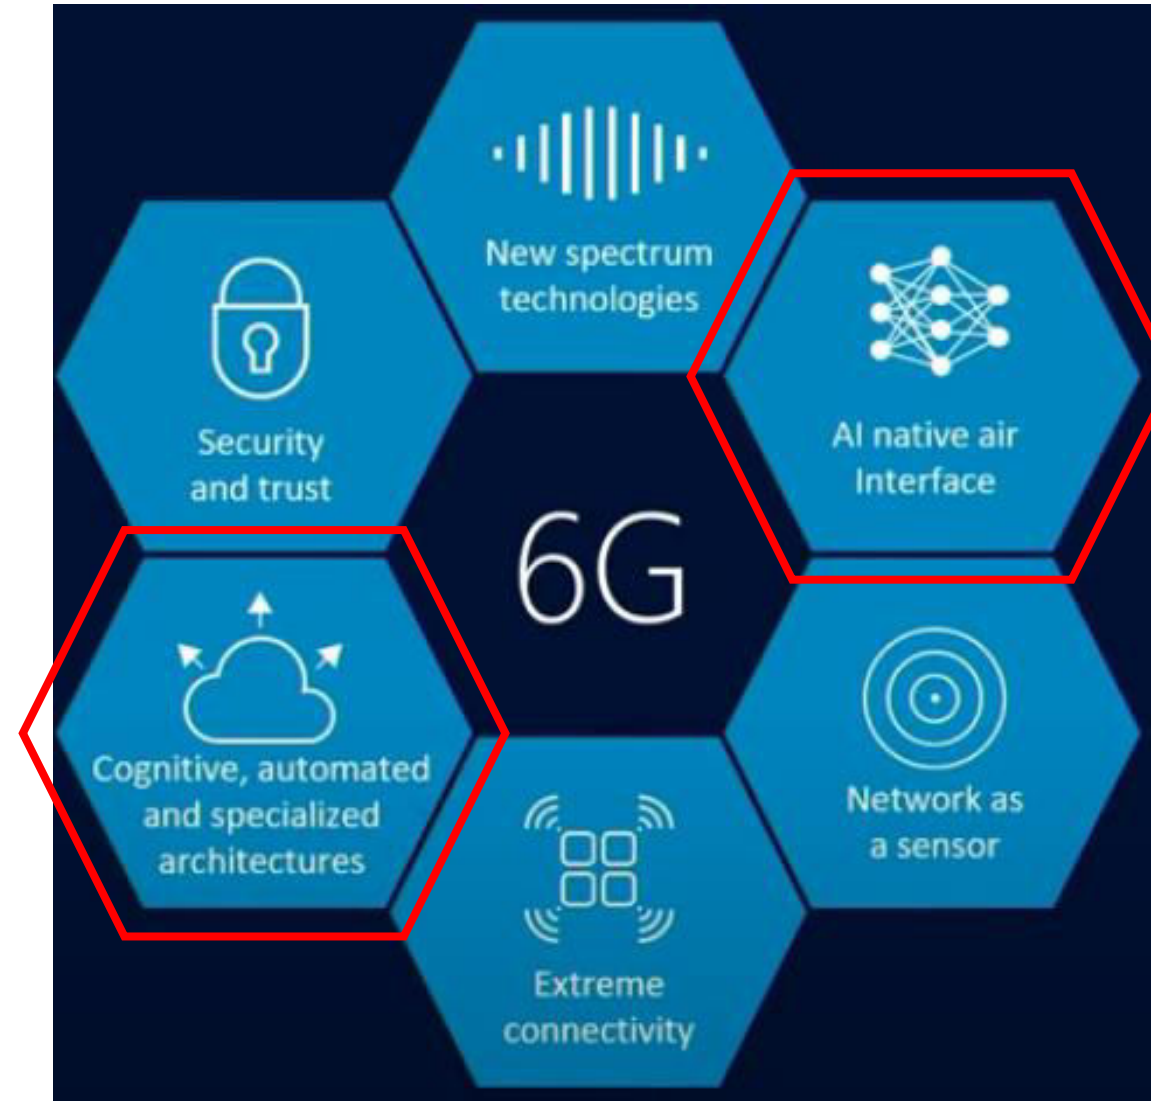 New spectrum
technologies
AI native air
Interface
Security
and trust
6G
Cognitive, automated
and specialized
architectures
Network as
a sensor
Extreme
connectivity